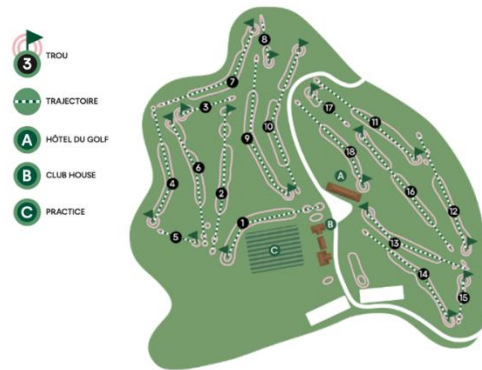 3 TROU
TRAJECTOIRE
A HÔTEL DU GOLF
B CLUB HOUSE
C PRACTICE
8
7
3
10
17
11
9
18
6
A
4
2
16
12
1
B
5
13
C
14
15